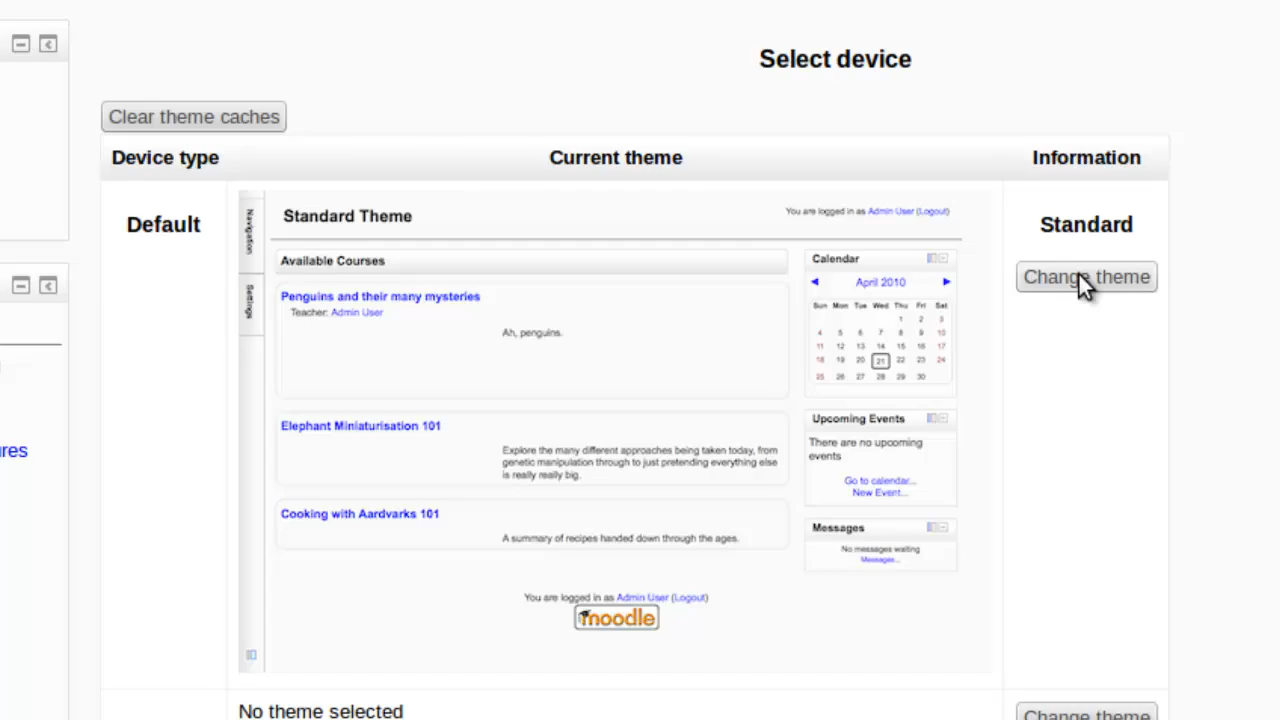 Select device
Clear theme caches
Device type Current theme Information
Default
Standard
Change theme
Navigation
Settings
Standard Theme
You are logged in as Admin User (Logout)
Available Courses
Penguins and their many mysteries
Teacher: Admin User
Ah, penguins.
Elephant Miniaturisation 101
Explore the many different approaches being taken today, from
genetic manipulation through to just pretending everything else
is really really big.
Cooking with Aardvarks 101
A summary of recipes handed down through the ages.
Calendar
◄ April 2010 ►
Sun Mon Tue Wed Thu Fri Sat
1 2 3
4 5 6 7 8 9 10
11 12 13 14 15 16 17
18 19 20 21 22 23 24
25 26 27 28 29 30
Upcoming Events
There are no upcoming
events
Go to calendar...
New Event...
Messages
No messages waiting
Messages...
You are logged in as Admin User (Logout)
moodle
ures
No theme selected
Change theme